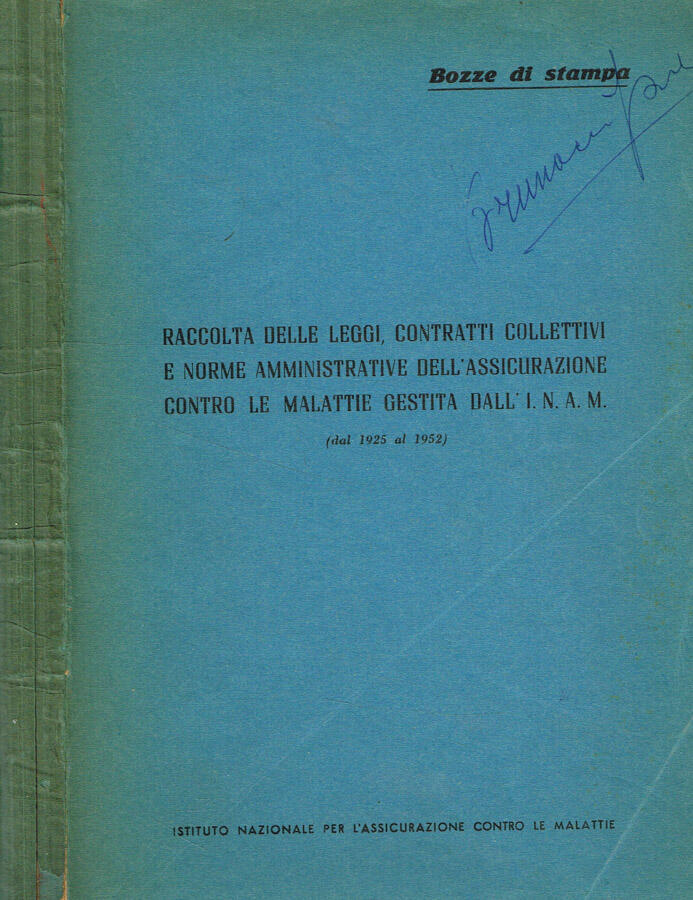 Bozze di stampa
RACCOLTA DELLE LEGGI, CONTRATTI COLLETTIVI
E NORME AMMINISTRATIVE DELL'ASSICURAZIONE
CONTRO LE MALATTIE GESTITA DALL' I. N. A. M.
(dal 1925 al 1952)
ISTITUTO NAZIONALE PER L'ASSICURAZIONE CONTRO LE MALATTIE